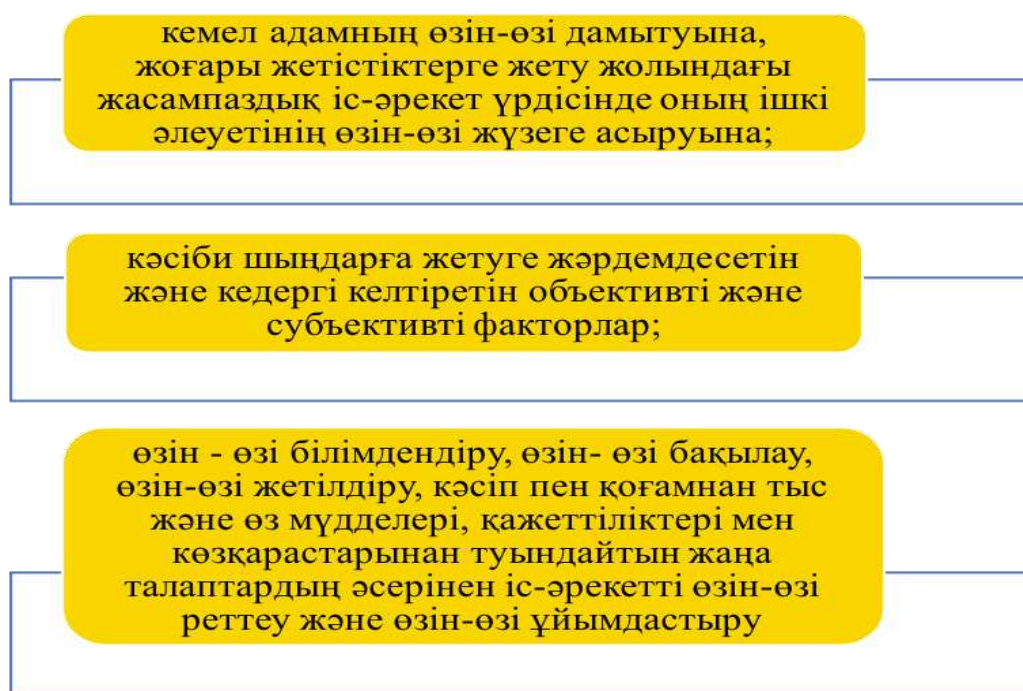 кемел адамның өзін-өзі дамытуына,
жоғары жетістіктерге жету жолындағы
жасампаздық іс-әрекет үрдісінде оның ішкі
әлеуетінің өзін-өзі жүзеге асыруына;
кәсіби шыңдарға жетуге жәрдемдесетін
және кедергі келтіретін объективті және
субъективті факторлар;
өзін - өзі білімдендіру, өзін- өзі бақылау,
өзін-өзі жетілдіру, кәсіп пен қоғамнан тыс
және өз мүдделері, қажеттіліктері мен
көзқарастарынан туындайтын жаңа
талаптардың әсерінен іс-әрекетті өзін-өзі
реттеу және өзін-өзі ұйымдастыру